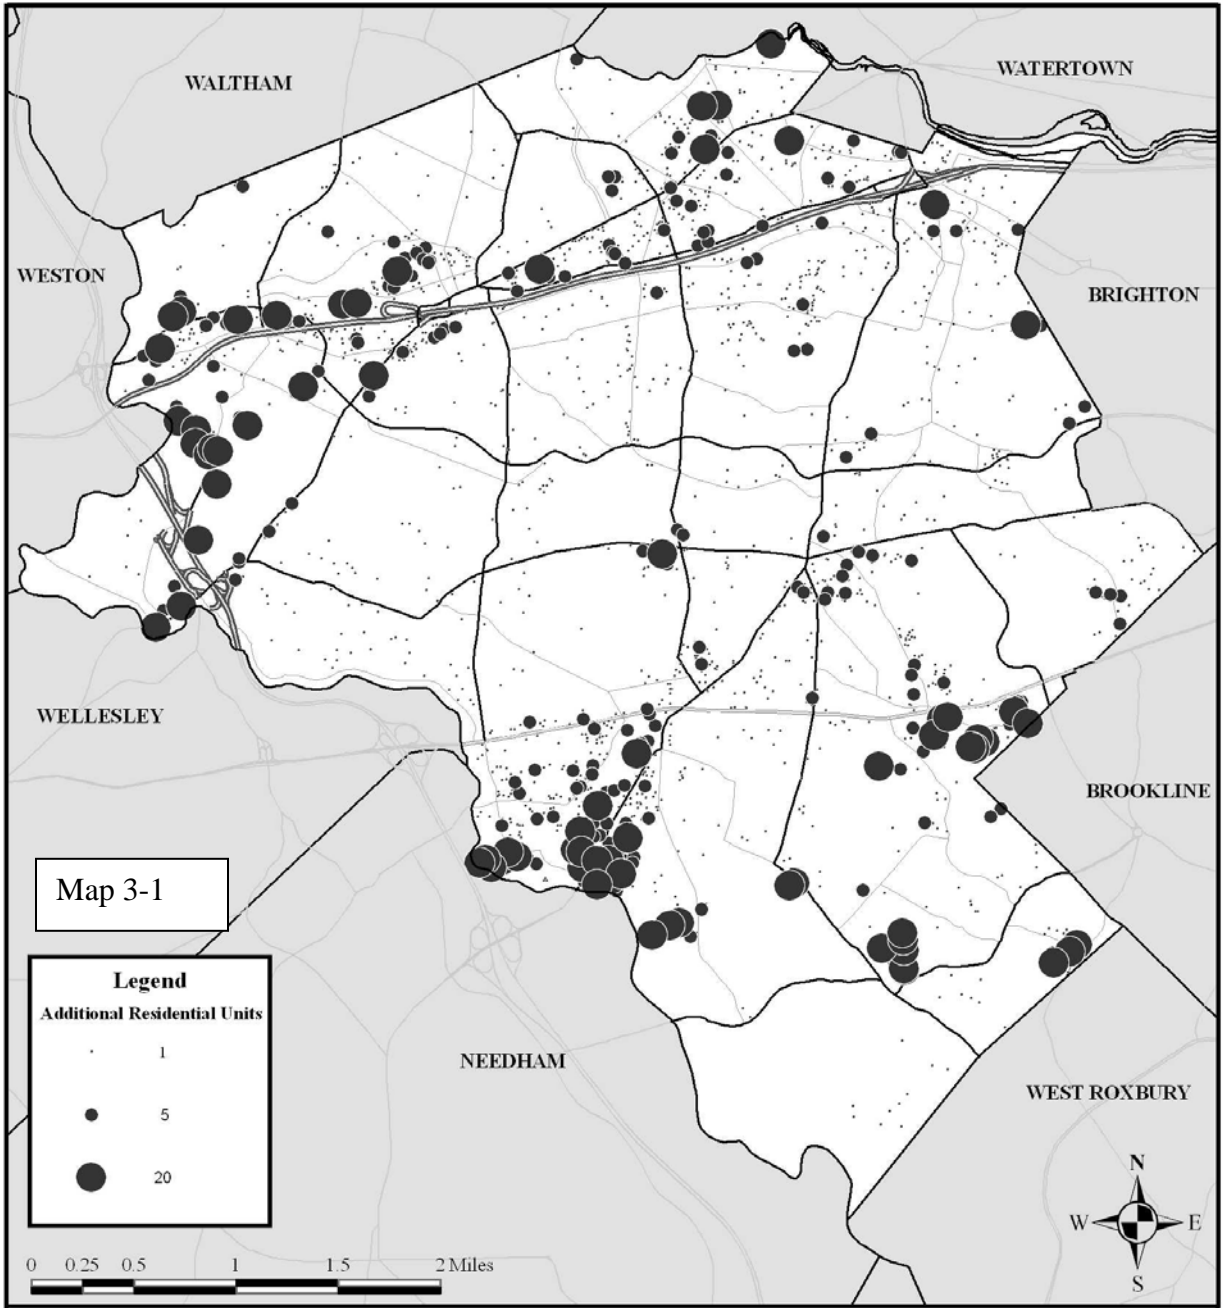 WALTHAM
WATERTOWN
WESTON
BRIGHTON
WELLESLEY
BROOKLINE
Map 3-1
Legend
Additional Residential Units
1
5
20
NEEDHAM
WEST ROXBURY
N
W E
S
0 0.25 0.5 1 1.5 2 Miles